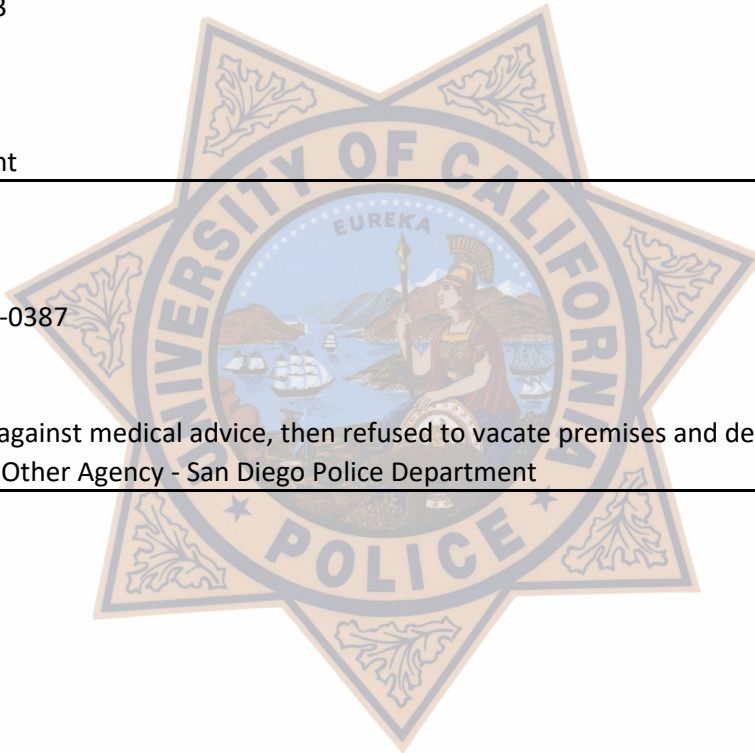 3
nt
UNIVERSITY OF CALIFORNIA
EUREKA
-0387
against medical advice, then refused to vacate premises and de
Other Agency - San Diego Police Department
POLICE